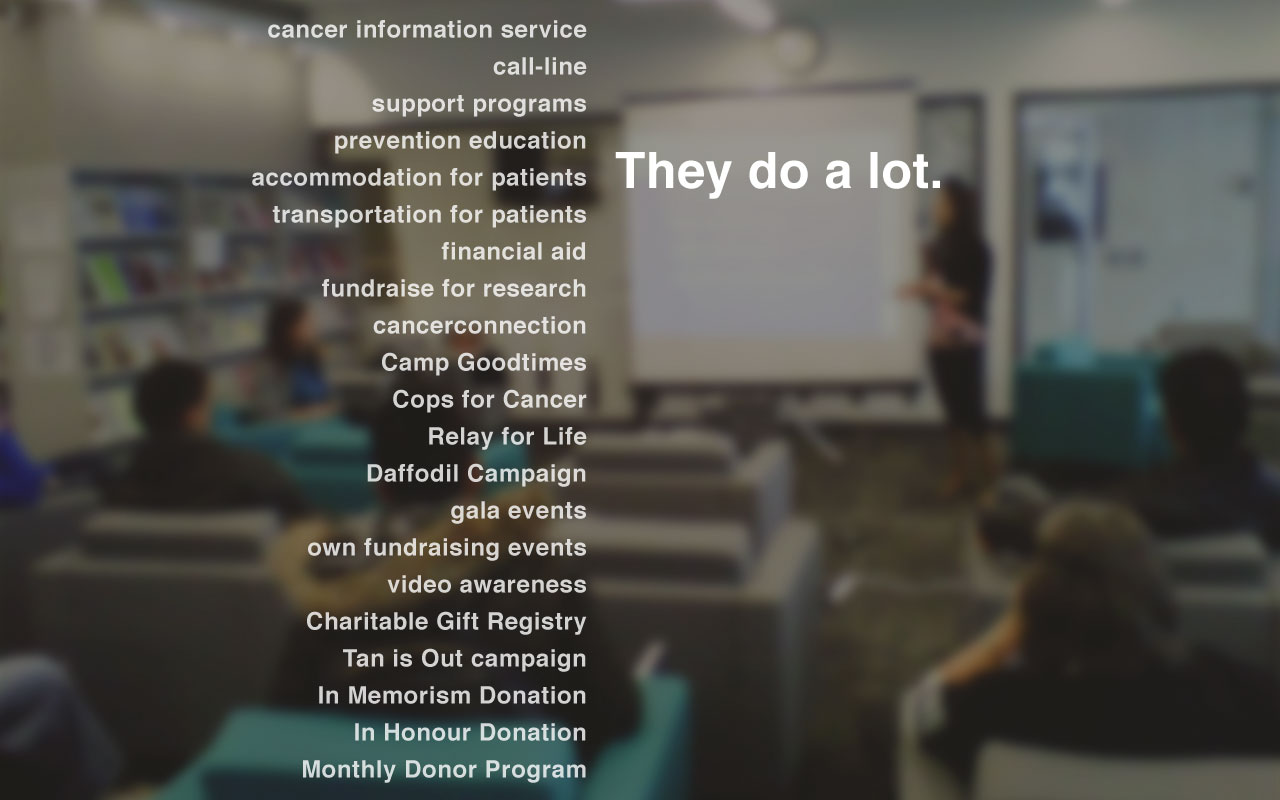 cancer information service
call-line
support programs
prevention education
accommodation for patients
transportation for patients
financial aid
fundraise for research
cancerconnection
Camp Goodtimes
Cops for Cancer
Relay for Life
Daffodil Campaign
gala events
own fundraising events
video awareness
Charitable Gift Registry
Tan is Out campaign
In Memorism Donation
In Honour Donation
Monthly Donor Program
They do a lot.